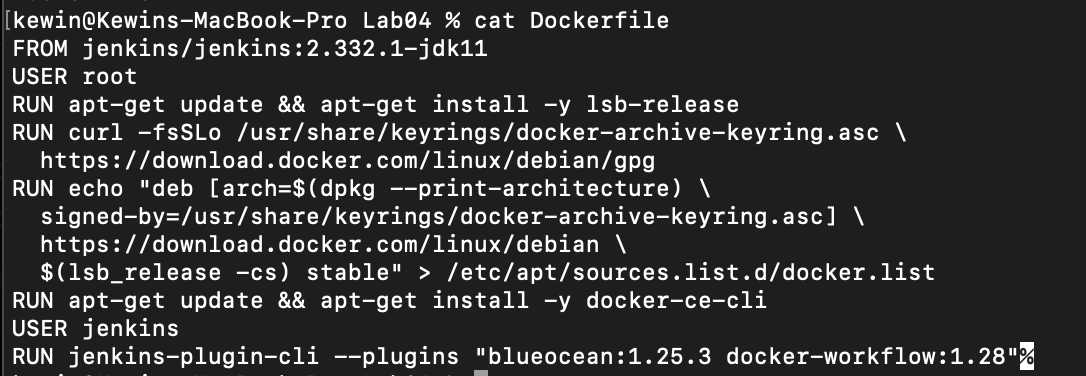 [kewin@Kewins-MacBook-Pro Lab04 % cat Dockerfile
FROM jenkins/jenkins:2.332.1-jdk11
USER root
RUN apt-get update && apt-get install -y lsb-release
RUN curl -fsSLo /usr/share/keyrings/docker-archive-keyring.asc \
  https://download.docker.com/linux/debian/gpg
RUN echo "deb [arch=$(dpkg --print-architecture) \
  signed-by=/usr/share/keyrings/docker-archive-keyring.asc] \
  https://download.docker.com/linux/debian \
  $(lsb_release -cs) stable" > /etc/apt/sources.list.d/docker.list
RUN apt-get update && apt-get install -y docker-ce-cli
USER jenkins
RUN jenkins-plugin-cli --plugins "blueocean:1.25.3 docker-workflow:1.28"%